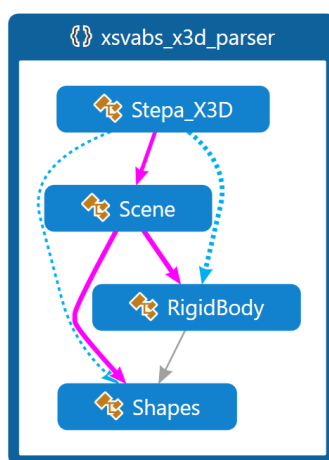 {} xsvabs_x3d_parser
Stepa_X3D
Scene
RigidBody
Shapes